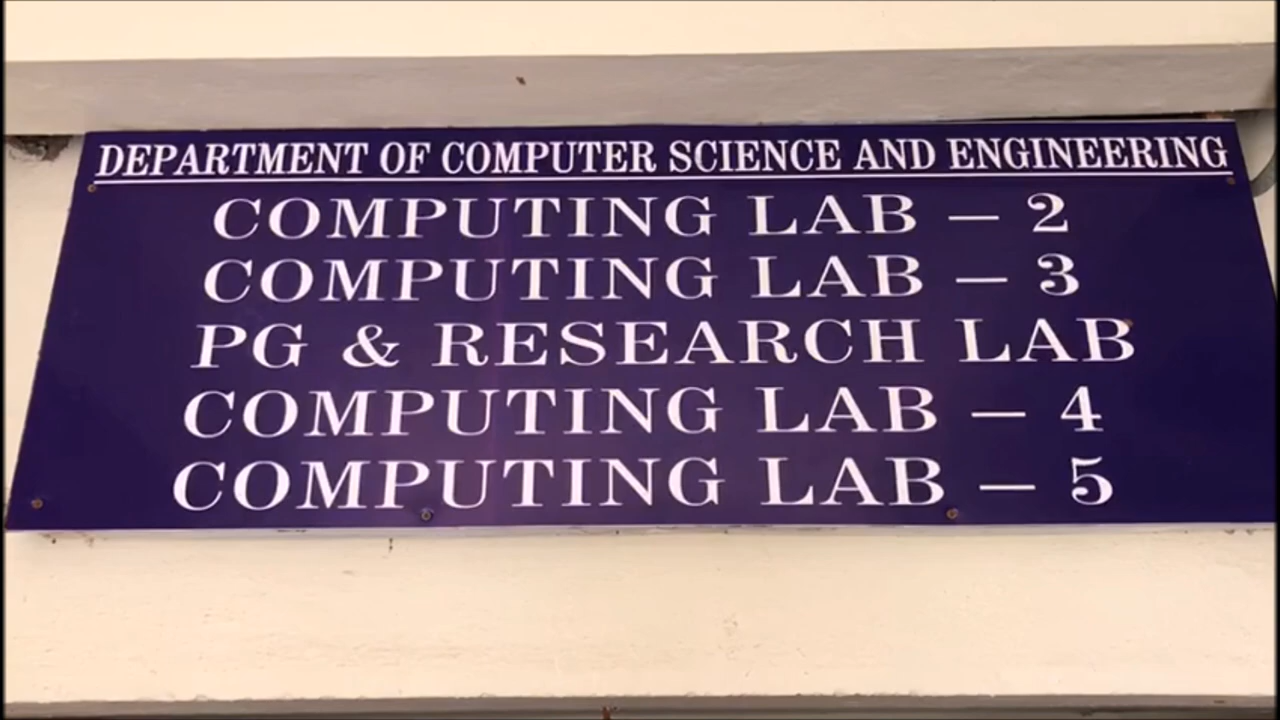 DEPARTMENT OF COMPUTER SCIENCE AND ENGINEERING
COMPUTING LAB – 2
COMPUTING LAB – 3
PG & RESEARCH LAB
COMPUTING LAB – 4
COMPUTING LAB – 5